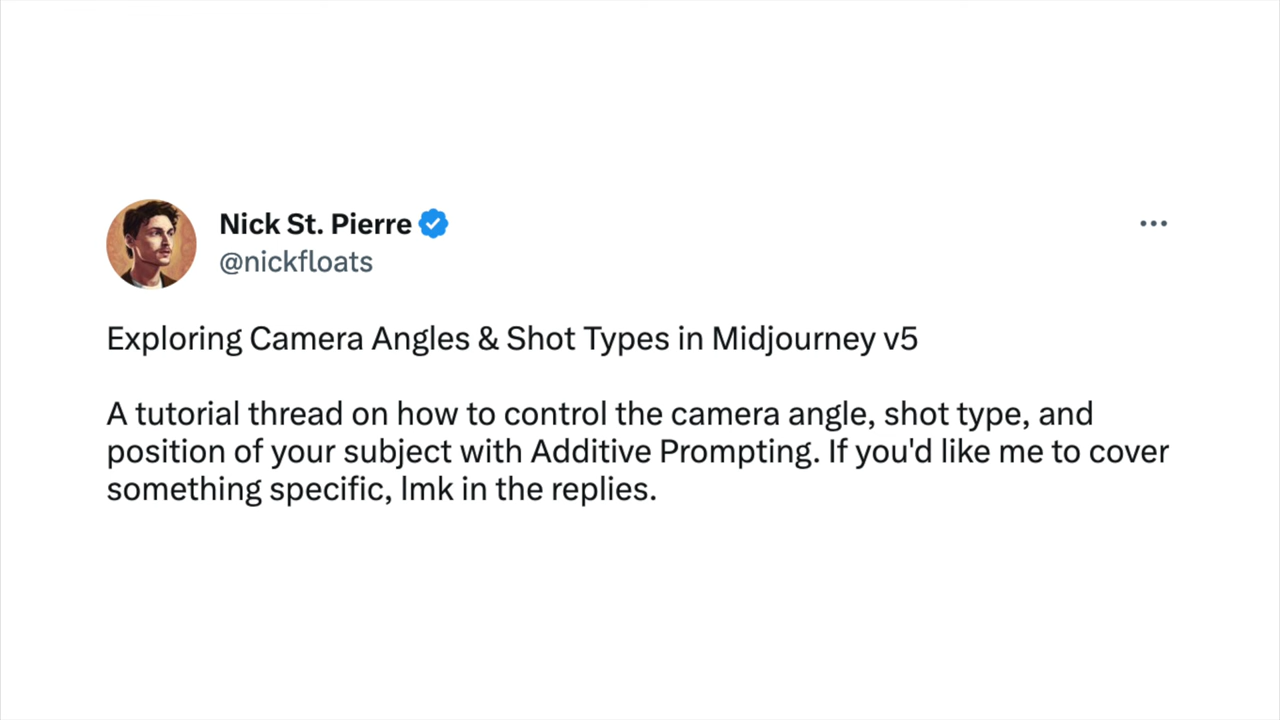 Nick St. Pierre
@nickfloats
Exploring Camera Angles & Shot Types in Midjourney v5
A tutorial thread on how to control the camera angle, shot type, and
position of your subject with Additive Prompting. If you'd like me to cover
something specific, lmk in the replies.